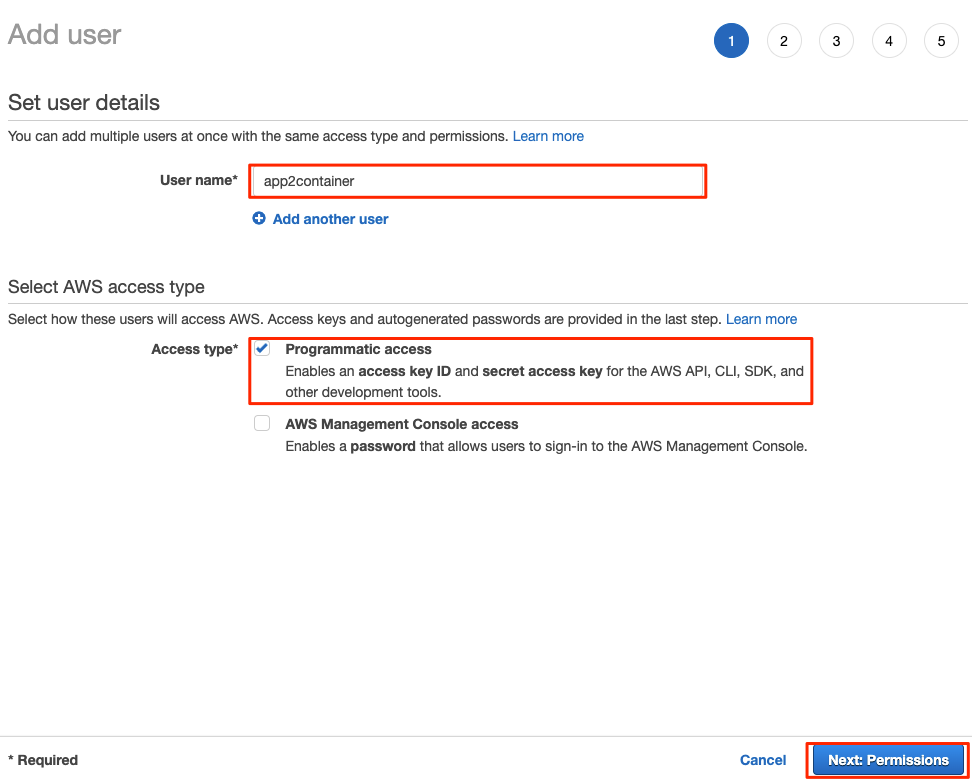 Add user
1 2 3 4 5
Set user details
You can add multiple users at once with the same access type and permissions. Learn more
User name* app2container
Add another user
Select AWS access type
Select how these users will access AWS. Access keys and autogenerated passwords are provided in the last step. Learn more
Access type* Programmatic access
Enables an access key ID and secret access key for the AWS API, CLI, SDK, and
other development tools.
AWS Management Console access
Enables a password that allows users to sign-in to the AWS Management Console.
* Required Cancel Next: Permissions